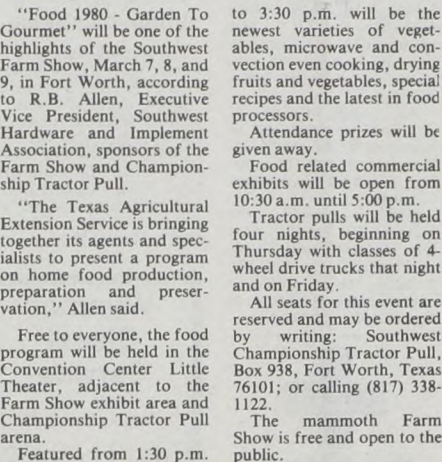 "Food 1980 - Garden To
Gourmet" will be one of the
highlights of the Southwest
Farm Show, March 7, 8, and
9, in Fort Worth, according
to R.B. Allen, Executive
Vice President, Southwest
Hardware and Implement
Association, sponsors of the
Farm Show and Champion-
ship Tractor Pull.
"The Texas Agricultural
Extension Service is bringing
together its agents and spec-
ialists to present a program
on home food production,
preparation and preser-
vation," Allen said.
Free to everyone, the food
program will be held in the
Convention Center Little
Theater, adjacent to the
Farm Show exhibit area and
Championship Tractor Pull
arena.
Featured from 1:30 p.m.
to 3:30 p.m. will be the
newest varieties of veget-
ables, microwave and con-
vection even cooking, drying
fruits and vegetables, special
recipes and the latest in food
processors.
Attendance prizes will be
given away.
Food related commercial
exhibits will be open from
10:30 a.m. until 5:00 p.m.
Tractor pulls will be held
four nights, beginning on
Thursday with classes of 4-
wheel drive trucks that night
and on Friday.
All seats for this event are
reserved and may be ordered
by writing: Southwest
Championship Tractor Pull,
Box 938, Fort Worth, Texas
76101; or calling (817) 338-
1122.
The mammoth Farm
Show is free and open to the
public.